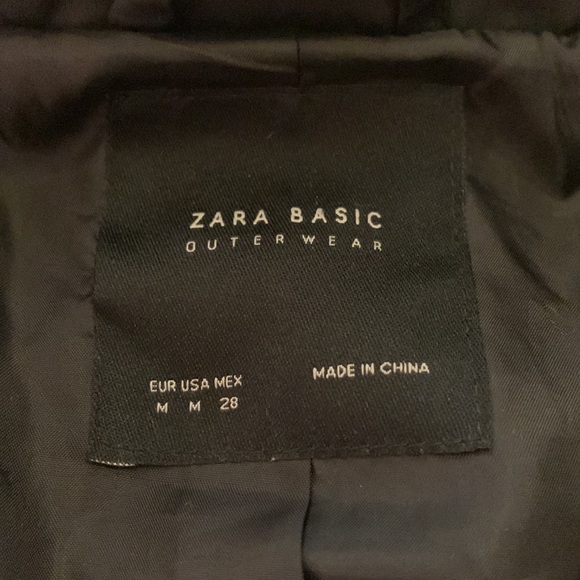 ZARA BASIC
OUTERWEAR
EUR USA MEX
M M 28
MADE IN CHINA